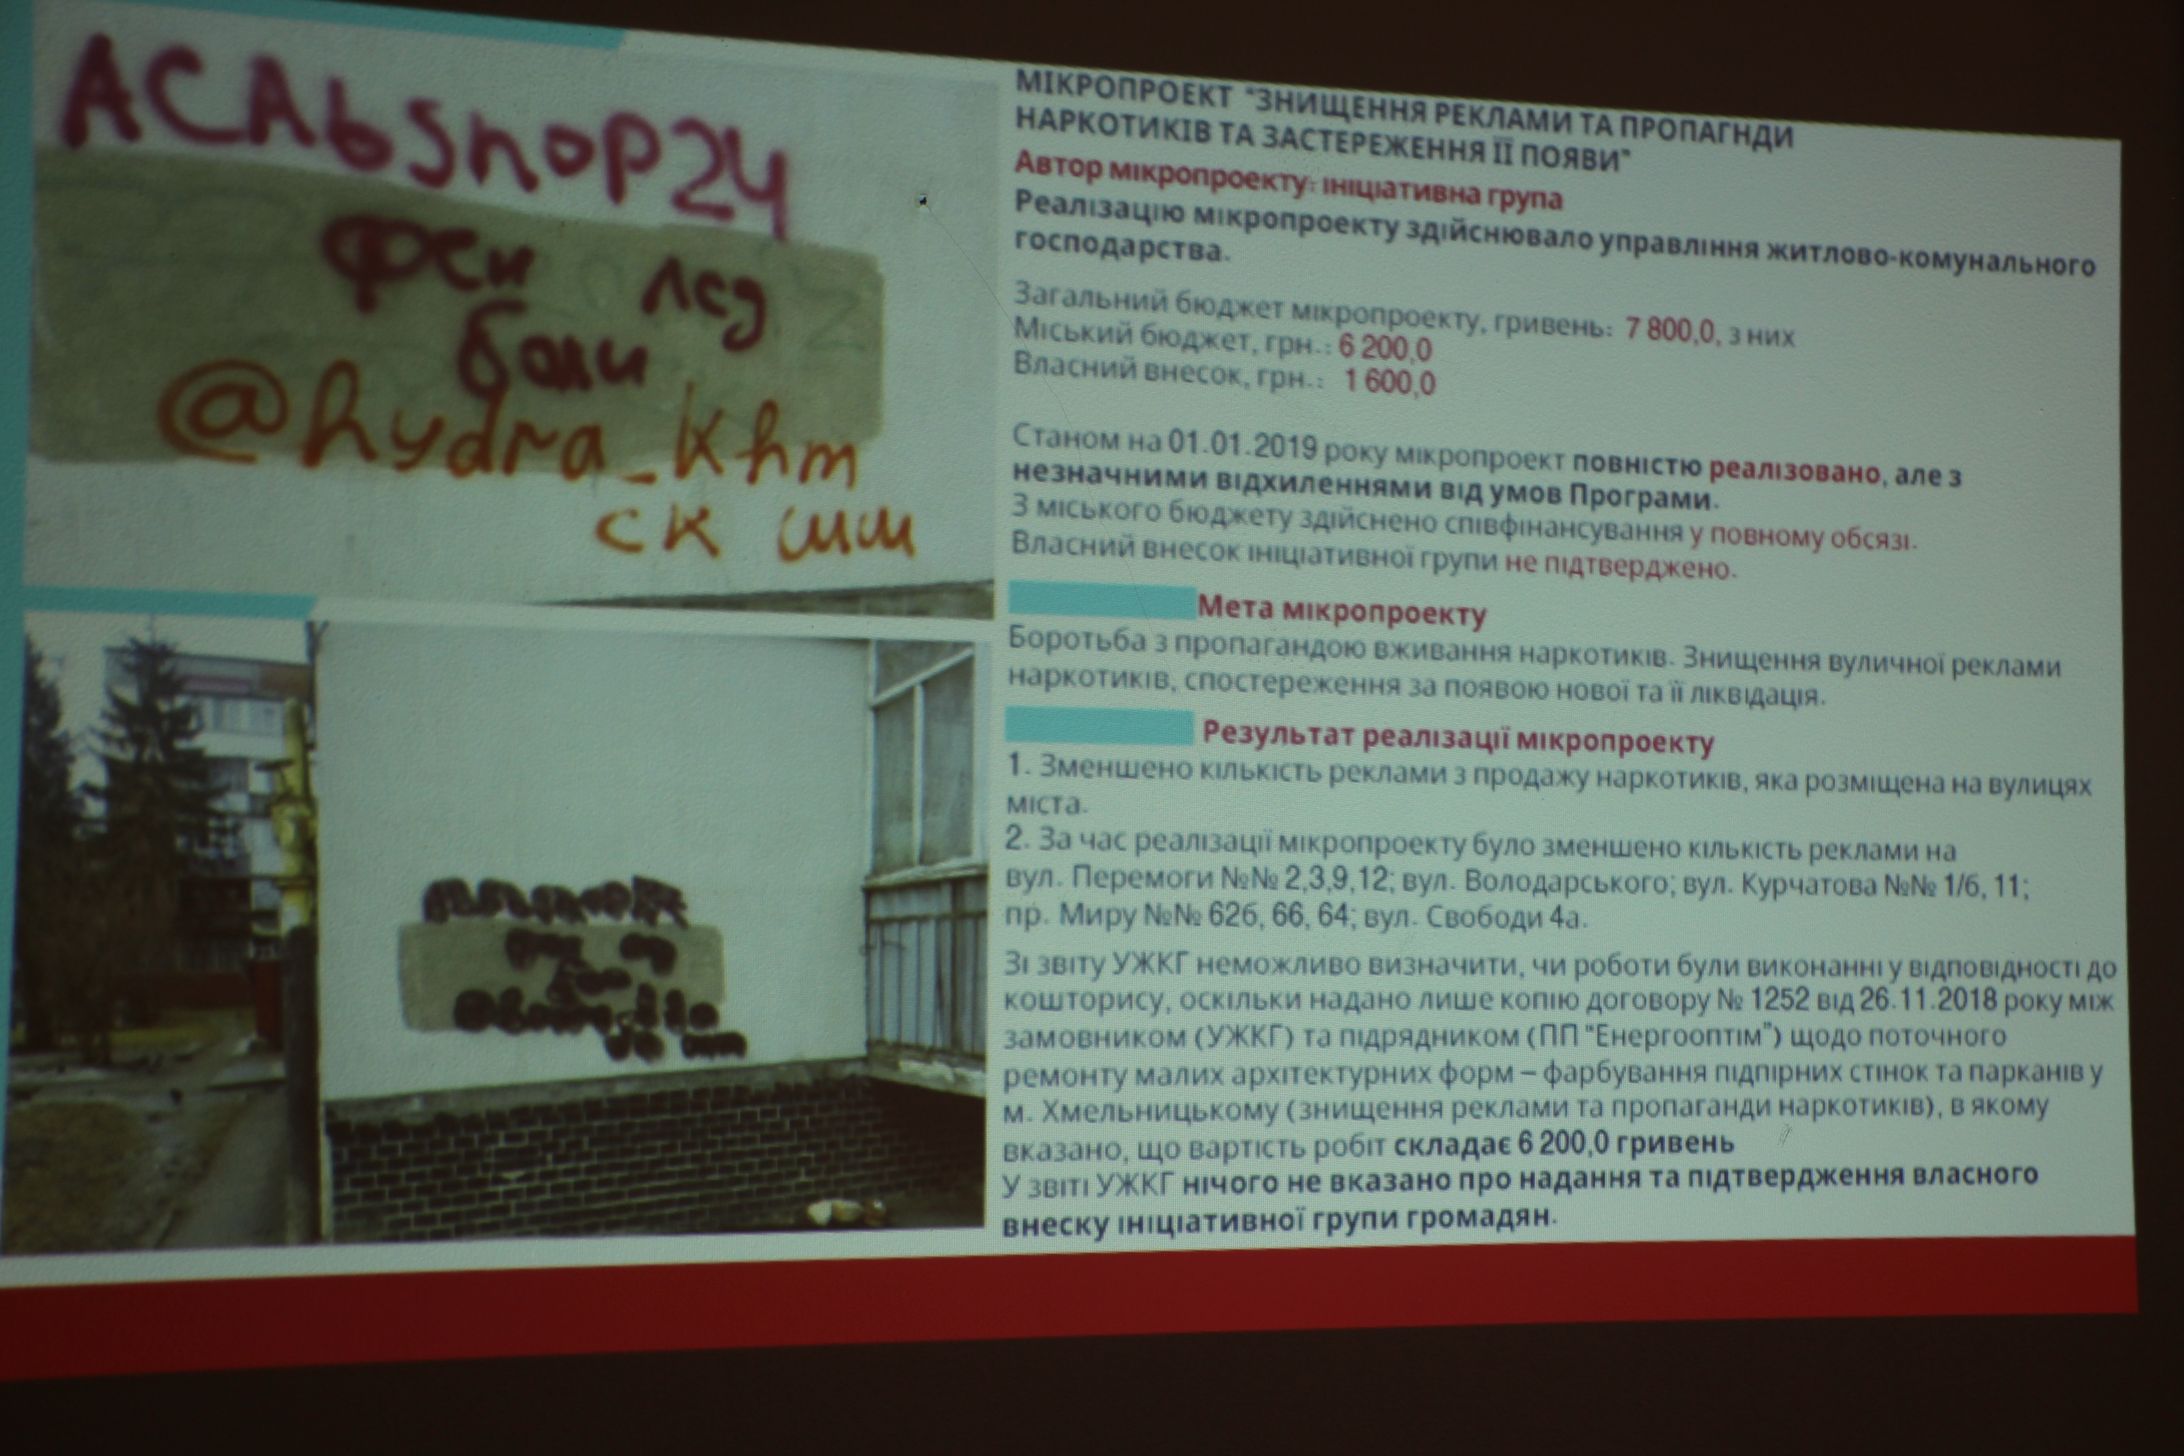 ACAbShop24
фен лсд
боли
@hydra_khm
ск шш
МІКРОПРОЕКТ "ЗНИЩЕННЯ РЕКЛАМИ ТА ПРОПАГНДИ
НАРКОТИКІВ ТА ЗАСТЕРЕЖЕННЯ ЇЇ ПОЯВИ"
Автор мікропроекту: ініціативна група
Реалізацію мікропроекту здійснювало управління житлово-комунального
господарства.
Загальний бюджет мікропроекту, гривень: 7 800,0, з них
Міський бюджет, грн.: 6 200,0
Власний внесок, грн.: 1 600,0
Станом на 01.01.2019 року мікропроект повністю реалізовано, але з
незначними відхиленнями від умов Програми.
З міського бюджету здійснено співфінансування у повному обсязі.
Власний внесок ініціативної групи не підтверджено.
Мета мікропроекту
Боротьба з пропагандою вживання наркотиків. Знищення вуличної реклами
наркотиків, спостереження за появою нової та її ліквідація.
Результат реалізації мікропроекту
1. Зменшено кількість реклами з продажу наркотиків, яка розміщена на вулицях
міста.
2. За час реалізації мікропроекту було зменшено кількість реклами на
вул. Перемоги №№ 2,3,9,12; вул. Володарського; вул. Курчатова №№ 1/б, 11;
пр. Миру №№ 62б, 66, 64; вул. Свободи 4а.
Зі звіту УЖКГ неможливо визначити, чи роботи були виконанні у відповідності до
кошторису, оскільки надано лише копію договору № 1252 від 26.11.2018 року між
замовником (УЖКГ) та підрядником (ПП "Енергооптім") щодо поточного
ремонту малих архітектурних форм – фарбування підпірних стінок та парканів у
м. Хмельницькому (знищення реклами та пропаганди наркотиків), в якому
вказано, що вартість робіт складає 6 200,0 гривень
У звіті УЖКГ нічого не вказано про надання та підтвердження власного
внеску ініціативної групи громадян.